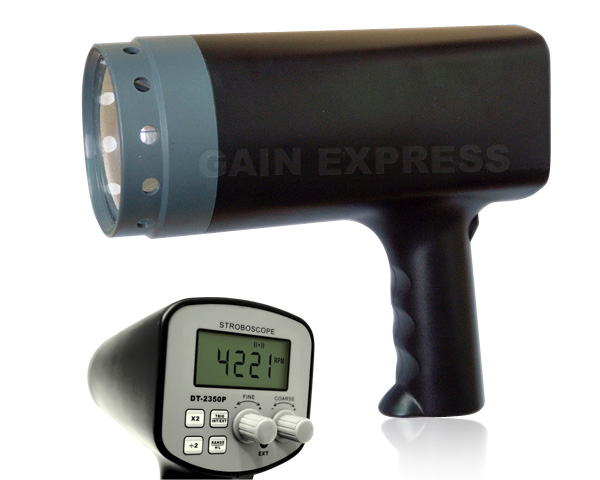 GAIN EXPRESS
STROBOSCOPE
4221 RPM
DT-2350P
FINE COARSE
X2 TRIG INT/EXT
÷2 RANGE H/L
EXT